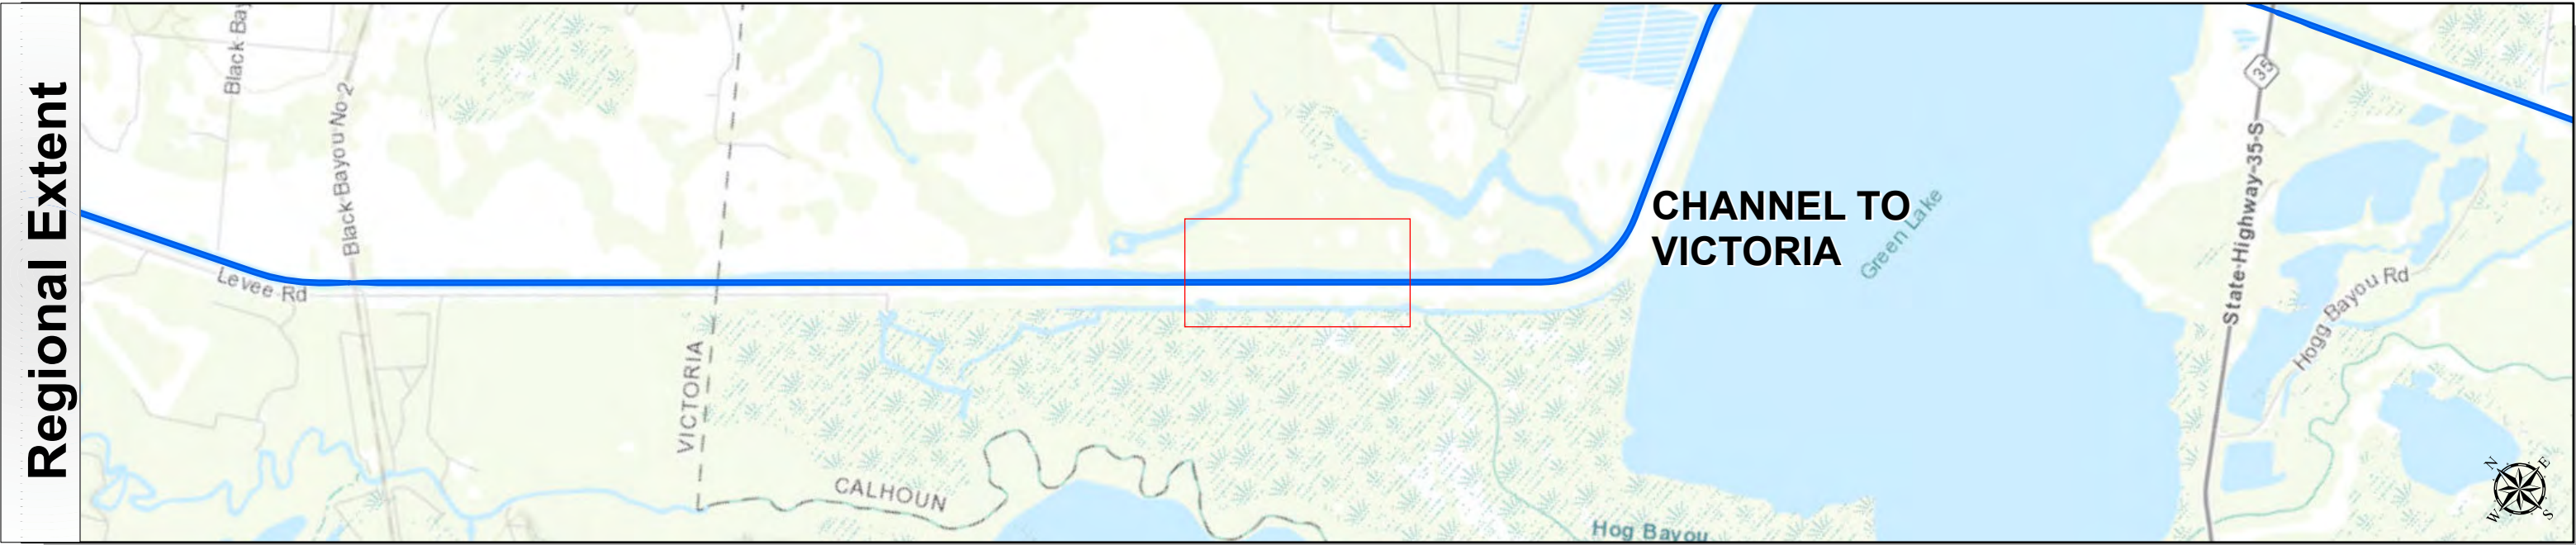 Regional Extent
Black Bay
Black-Bayou-No-2
Levee-Rd
VICTORIA
CALHOUN
CHANNEL TO
VICTORIA
Green Lake
Hog Bayou
35
State-Highway-35-S
Hogg Bayou Rd
N
E
W
S